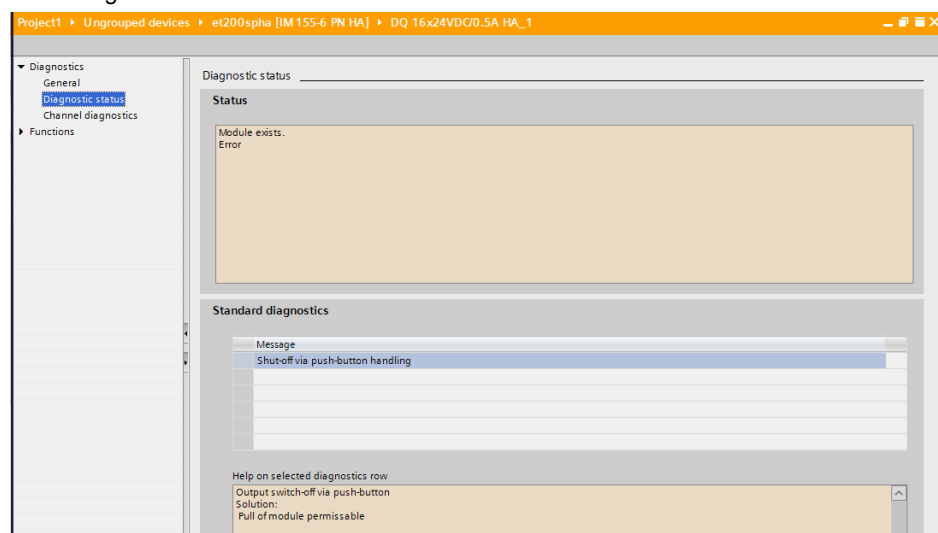 Project1 ▸ Ungrouped devices ▸ et200spha [IM 155-6 PN HA] ▸ DQ 16x24VDC/0.5A HA_1
Diagnostics
General
Diagnostic status
Channel diagnostics
Functions
Diagnostic status
Status
Module exists.
Error
Standard diagnostics
Message
Shut-off via push-button handling
Help on selected diagnostics row
Output switch-off via push-button
Solution:
Pull of module permissable